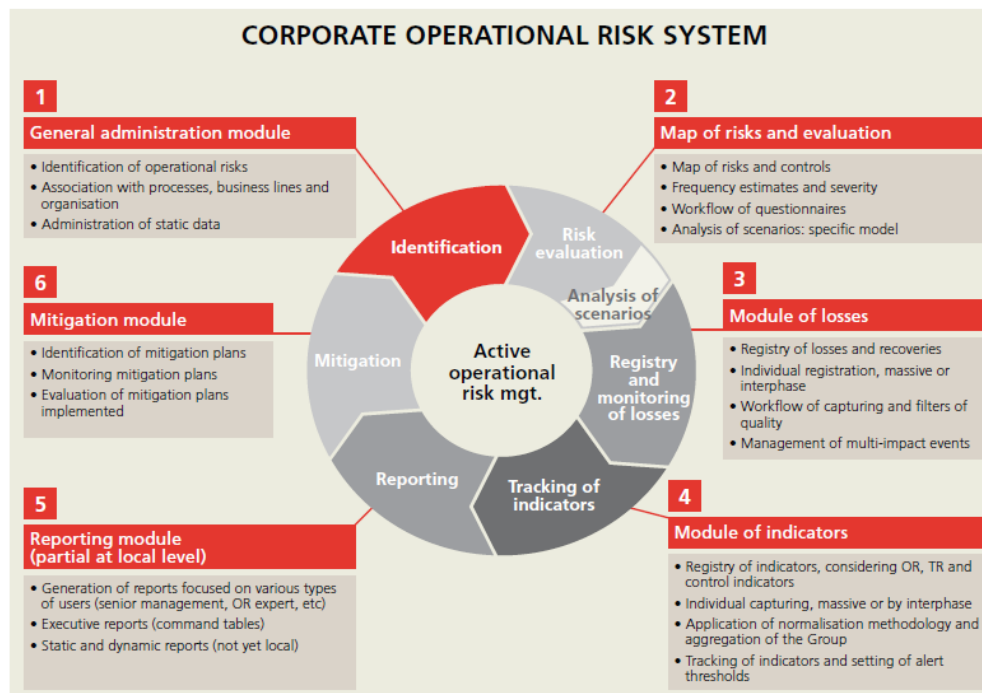 CORPORATE OPERATIONAL RISK SYSTEM
1
General administration module
• Identification of operational risks
• Association with processes, business lines and
organisation
• Administration of static data
2
Map of risks and evaluation
• Map of risks and controls
• Frequency estimates and severity
• Workflow of questionnaires
• Analysis of scenarios: specific model
3
Module of losses
• Registry of losses and recoveries
• Individual registration, massive or
interphase
• Workflow of capturing and filters of
quality
• Management of multi-impact events
4
Module of indicators
• Registry of indicators, considering OR, TR and
control indicators
• Individual capturing, massive or by interphase
• Application of normalisation methodology and
aggregation of the Group
• Tracking of indicators and setting of alert
thresholds
5
Reporting module
(partial at local level)
• Generation of reports focused on various types
of users (senior management, OR expert, etc)
• Executive reports (command tables)
• Static and dynamic reports (not yet local)
6
Mitigation module
• Identification of mitigation plans
• Monitoring mitigation plans
• Evaluation of mitigation plans
implemented
Identification
Risk
evaluation
Analysis of
scenarios
Registry
and
monitoring
of losses
Tracking of
indicators
Reporting
Mitigation
Active
operational
risk mgt.